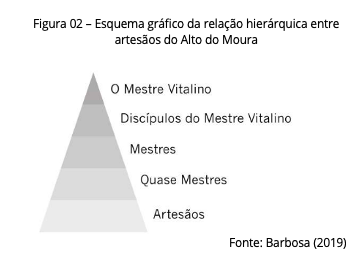 Figura 02 – Esquema gráfico da relação hierárquica entre
artesãos do Alto do Moura
O Mestre Vitalino
Discípulos do Mestre Vitalino
Mestres
Quase Mestres
Artesãos
Fonte: Barbosa (2019)